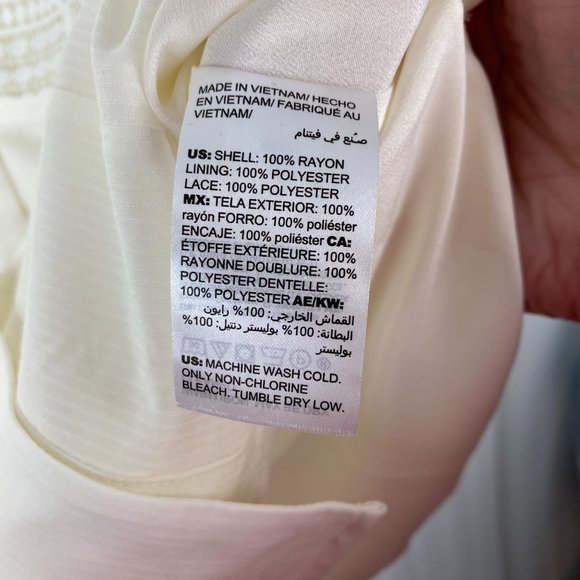 MADE IN VIETNAM/ HECHO
EN VIETNAM/ FABRIQUÉ AU
VIETNAM/
صنع في فيتنام
US: SHELL: 100% RAYON
LINING: 100% POLYESTER
LACE: 100% POLYESTER
MX: TELA EXTERIOR: 100%
rayón FORRO: 100% poliéster
ENCAJE: 100% poliéster CA:
ÉTOFFE EXTÉRIEURE: 100%
RAYONNE DOUBLURE: 100%
POLYESTER DENTELLE:
100% POLYESTER AE/KW:
القماش الخارجي: 100% رايون
البطانة: 100% بوليستر دنتيل: 100%
بوليستر
US: MACHINE WASH COLD.
ONLY NON-CHLORINE
BLEACH. TUMBLE DRY LOW.